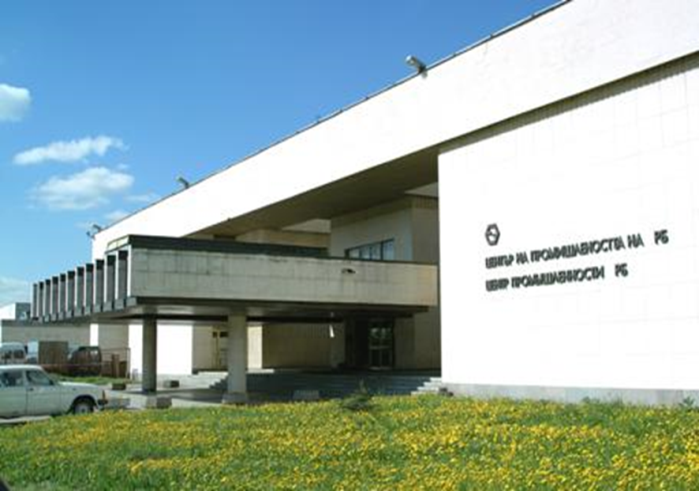 ЦЕНТЪР НА ПРОМИШЛЕНОСТТА НА РБ
ЦЕНТР ПРОМЫШЛЕННОСТИ РБ